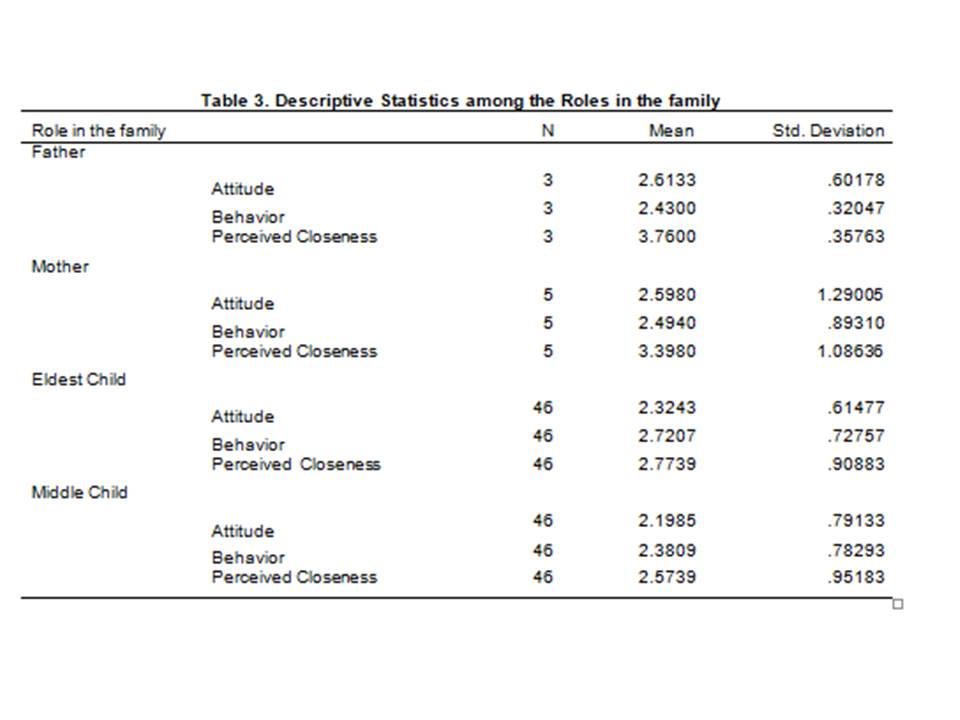 Table 3. Descriptive Statistics among the Roles in the family
Role in the family N Mean Std. Deviation
Father
Attitude 3 2.6133 .60178
Behavior 3 2.4300 .32047
Perceived Closeness 3 3.7600 .35763
Mother
Attitude 5 2.5980 1.29005
Behavior 5 2.4940 .89310
Perceived Closeness 5 3.3980 1.08636
Eldest Child
Attitude 46 2.3243 .61477
Behavior 46 2.7207 .72757
Perceived Closeness 46 2.7739 .90883
Middle Child
Attitude 46 2.1985 .79133
Behavior 46 2.3809 .78293
Perceived Closeness 46 2.5739 .95183